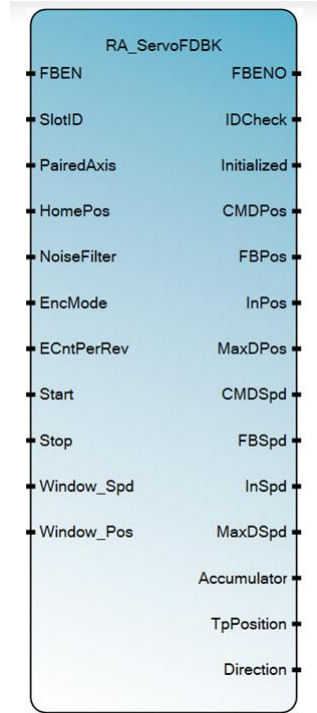 RA_ServoFDBK
FBEN FBENO
SlotID IDCheck
PairedAxis Initialized
HomePos CMDPos
NoiseFilter FBPos
EncMode InPos
ECntPerRev MaxDPos
Start CMDSpd
Stop FBSpd
Window_Spd InSpd
Window_Pos MaxDSpd
Accumulator
TpPosition
Direction